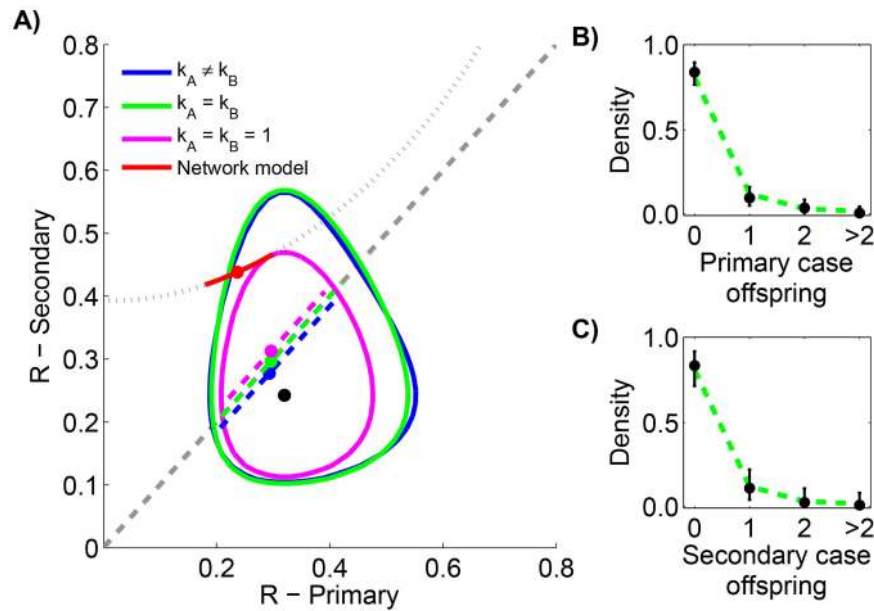 A)
0.8
0.7
0.6
0.5
0.4
0.3
0.2
0.1
0
R – Secondary
k_A ≠ k_B
k_A = k_B
k_A = k_B = 1
Network model
0.2 0.4 0.6 0.8
R – Primary
B)
1.0
0.5
0.0
Density
0 1 2 >2
Primary case
offspring
C)
1.0
0.5
0.0
Density
0 1 2 >2
Secondary case
offspring